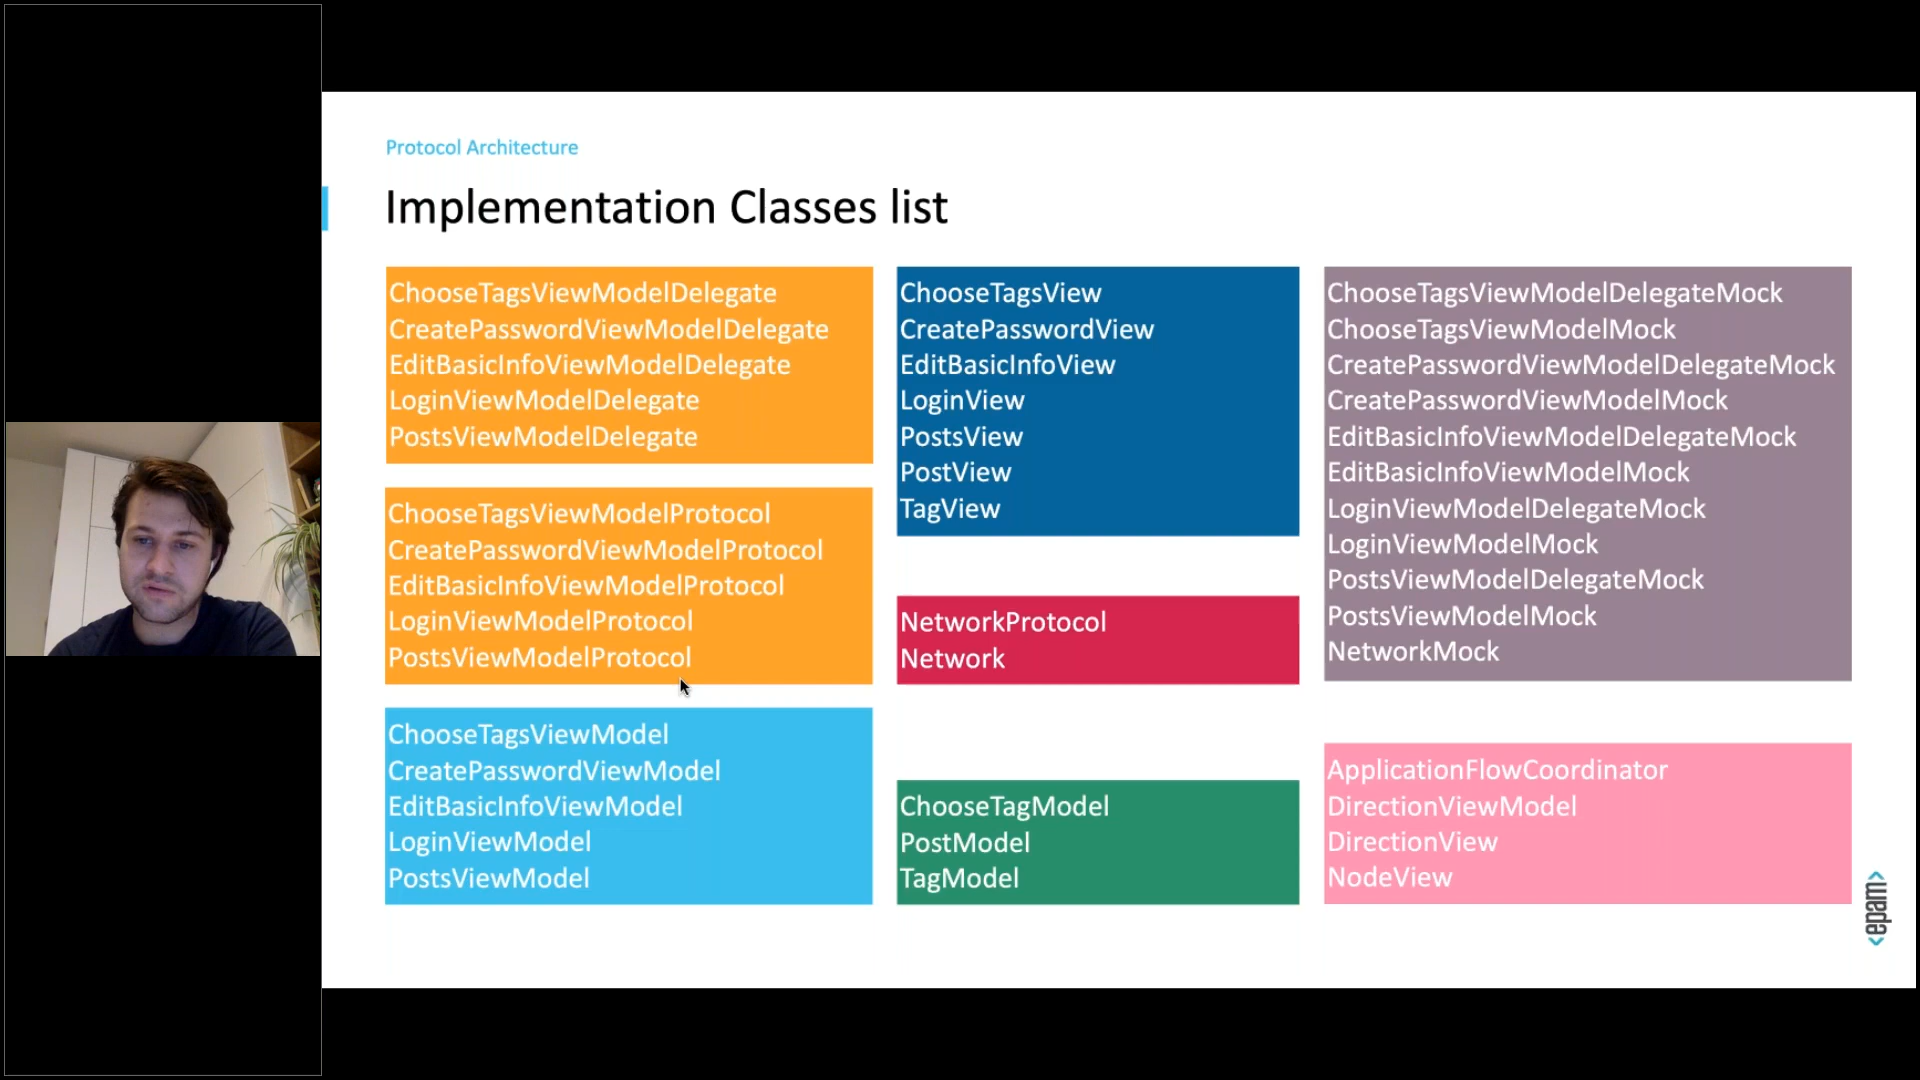 Protocol Architecture
Implementation Classes list
ChooseTagsViewModelDelegate
CreatePasswordViewModelDelegate
EditBasicInfoViewModelDelegate
LoginViewModelDelegate
PostsViewModelDelegate
ChooseTagsViewModelProtocol
CreatePasswordViewModelProtocol
EditBasicInfoViewModelProtocol
LoginViewModelProtocol
PostsViewModelProtocol
ChooseTagsViewModel
CreatePasswordViewModel
EditBasicInfoViewModel
LoginViewModel
PostsViewModel
ChooseTagsView
CreatePasswordView
EditBasicInfoView
LoginView
PostsView
PostView
TagView
NetworkProtocol
Network
ChooseTagModel
PostModel
TagModel
ChooseTagsViewModelDelegateMock
ChooseTagsViewModelMock
CreatePasswordViewModelDelegateMock
CreatePasswordViewModelMock
EditBasicInfoViewModelDelegateMock
EditBasicInfoViewModelMock
LoginViewModelDelegateMock
LoginViewModelMock
PostsViewModelDelegateMock
PostsViewModelMock
NetworkMock
ApplicationFlowCoordinator
DirectionViewModel
DirectionView
NodeView
<epam>